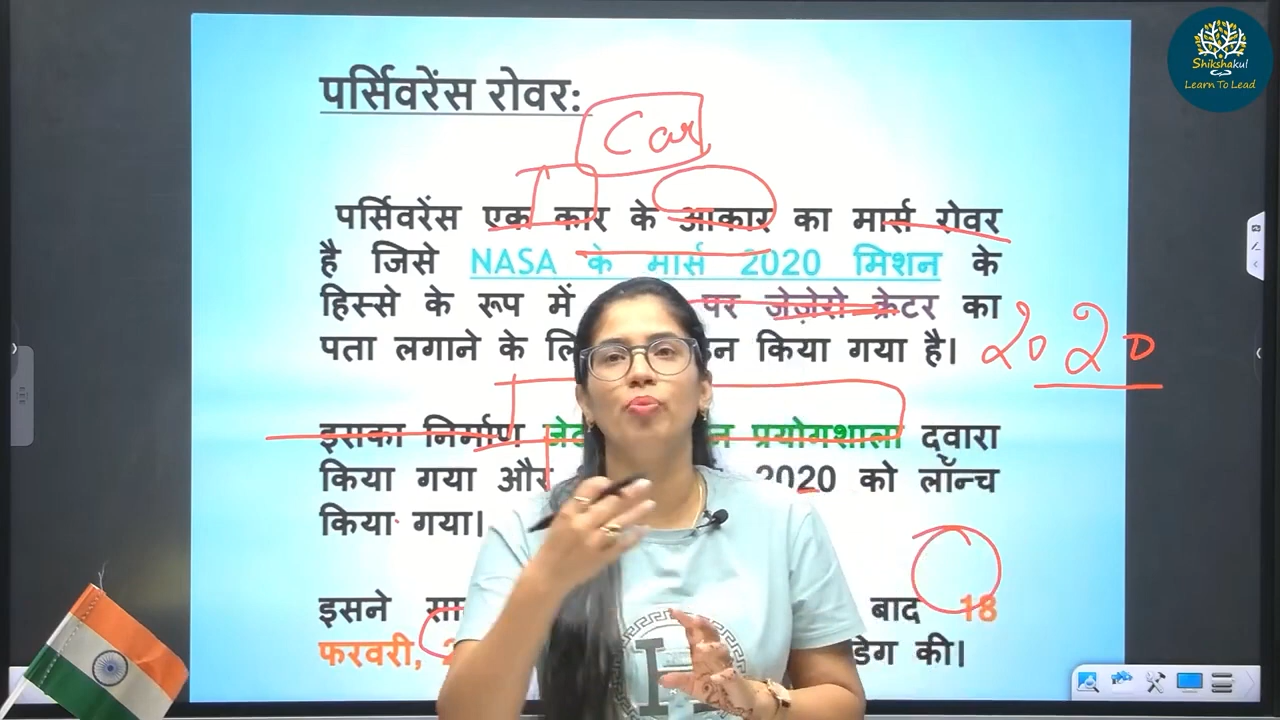 Shikshakul
Learn To Lead
पर्सिवरेंस रोवर:
Car
पर्सिवरेंस एक कार के आकार का मार्स रोवर
है जिसे NASA के मार्स 2020 मिशन के
हिस्से के रूप में पर जेज़ेरो क्रेटर का
पता लगाने के किया गया है।
2020
इसका निर्माण प्रयोगशाला द्वारा
किया गया और 2020 को लॉन्च
किया गया।
इसने बाद 18
फरवरी, की।